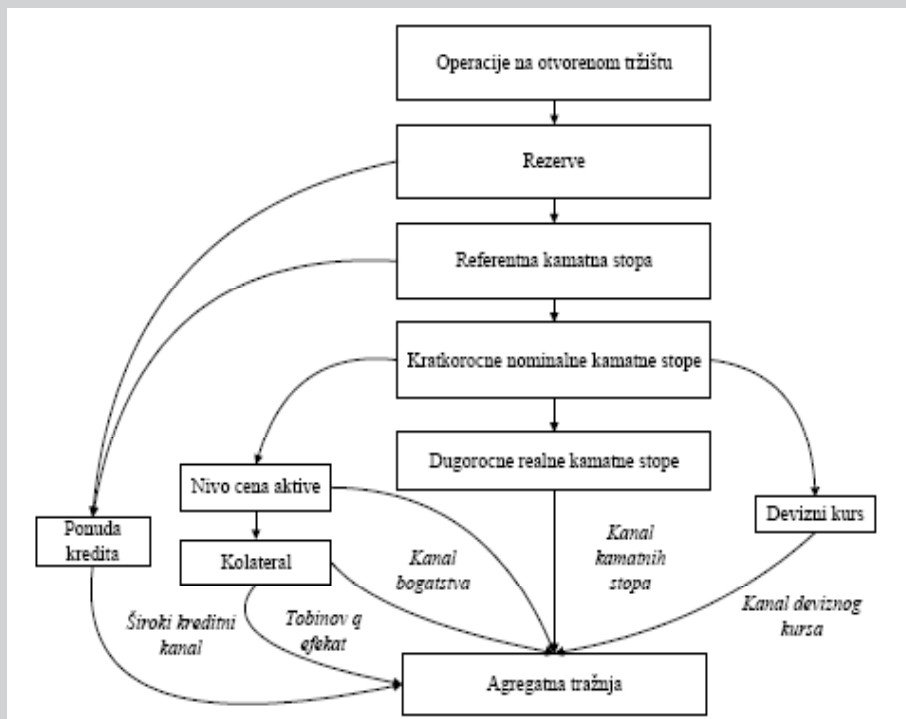 Operacije na otvorenom tržištu
Rezerve
Referentna kamatna stopa
Kratkorocne nominalne kamatne stope
Dugorocne realne kamatne stope
Nivo cena aktive
Devizni kurs
Ponuda
kredita
Kolateral
Kanal
kamatnih
stopa
Kanal
bogatstva
Kanal deviznog
kursa
Široki kreditni
kanal
Tobinov q
efekat
Agregatna tražnja